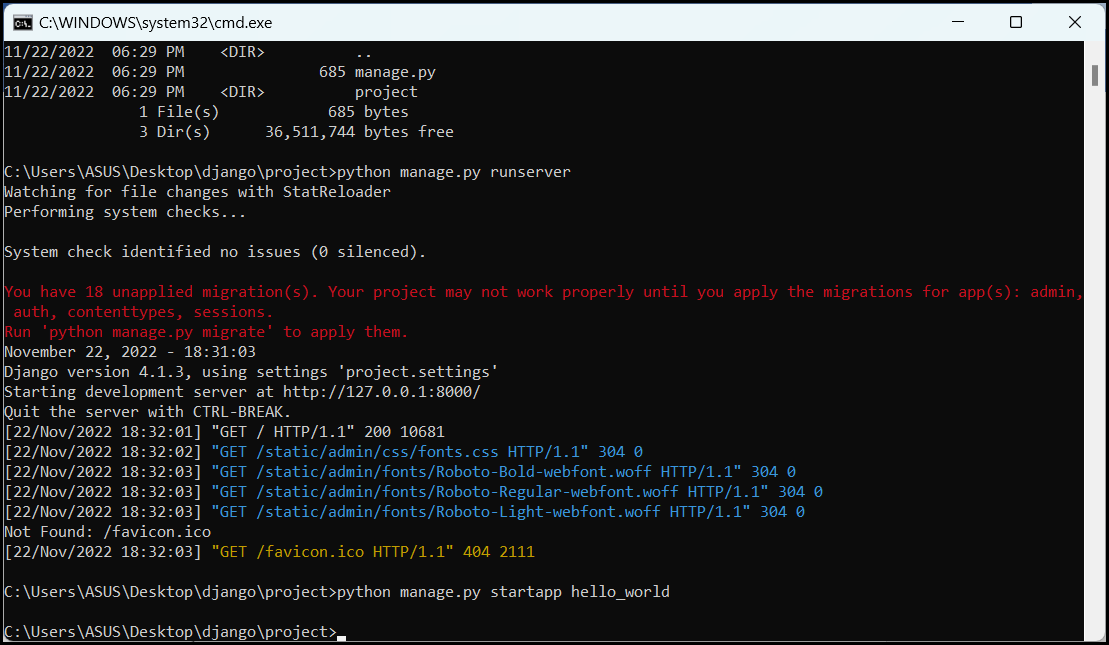 C:\WINDOWS\system32\cmd.exe
11/22/2022  06:29 PM    <DIR>          ..
11/22/2022  06:29 PM               685 manage.py
11/22/2022  06:29 PM    <DIR>          project
               1 File(s)            685 bytes
               3 Dir(s)      36,511,744 bytes free
C:\Users\ASUS\Desktop\django\project>python manage.py runserver
Watching for file changes with StatReloader
Performing system checks...
System check identified no issues (0 silenced).
You have 18 unapplied migration(s). Your project may not work properly until you apply the migrations for app(s): admin,
 auth, contenttypes, sessions.
Run 'python manage.py migrate' to apply them.
November 22, 2022 - 18:31:03
Django version 4.1.3, using settings 'project.settings'
Starting development server at http://127.0.0.1:8000/
Quit the server with CTRL-BREAK.
[22/Nov/2022 18:32:01] "GET / HTTP/1.1" 200 10681
[22/Nov/2022 18:32:02] "GET /static/admin/css/fonts.css HTTP/1.1" 304 0
[22/Nov/2022 18:32:03] "GET /static/admin/fonts/Roboto-Bold-webfont.woff HTTP/1.1" 304 0
[22/Nov/2022 18:32:03] "GET /static/admin/fonts/Roboto-Regular-webfont.woff HTTP/1.1" 304 0
[22/Nov/2022 18:32:03] "GET /static/admin/fonts/Roboto-Light-webfont.woff HTTP/1.1" 304 0
Not Found: /favicon.ico
[22/Nov/2022 18:32:03] "GET /favicon.ico HTTP/1.1" 404 2111
C:\Users\ASUS\Desktop\django\project>python manage.py startapp hello_world
C:\Users\ASUS\Desktop\django\project>